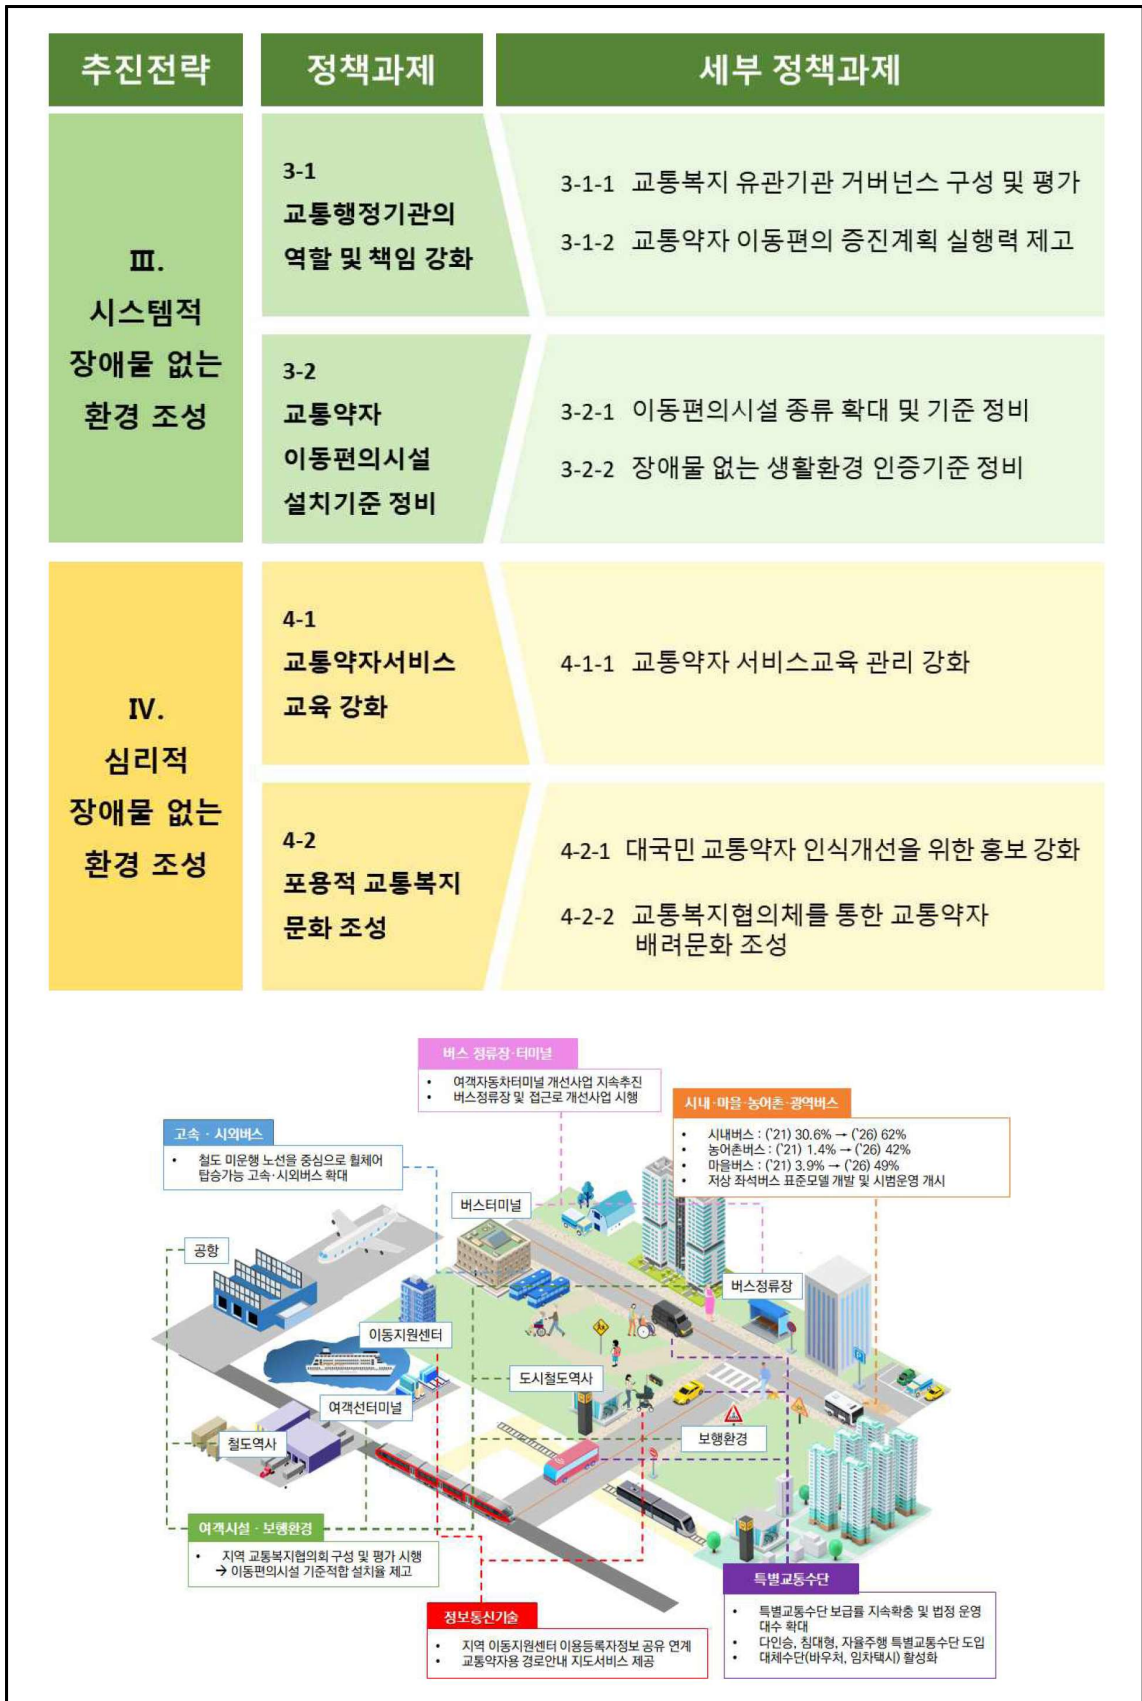 추진전략
정책과제
세부 정책과제
Ⅲ.
시스템적
장애물 없는
환경 조성
3-1
교통행정기관의
역할 및 책임 강화
3-1-1 교통복지 유관기관 거버넌스 구성 및 평가
3-1-2 교통약자 이동편의 증진계획 실행력 제고
3-2
교통약자
이동편의시설
설치기준 정비
3-2-1 이동편의시설 종류 확대 및 기준 정비
3-2-2 장애물 없는 생활환경 인증기준 정비
Ⅳ.
심리적
장애물 없는
환경 조성
4-1
교통약자서비스
교육 강화
4-1-1 교통약자 서비스교육 관리 강화
4-2
포용적 교통복지
문화 조성
4-2-1 대국민 교통약자 인식개선을 위한 홍보 강화
4-2-2 교통복지협의체를 통한 교통약자
배려문화 조성
버스 정류장·터미널
• 여객자동차터미널 개선사업 지속추진
• 버스정류장 및 접근로 개선사업 시행
시내·마을·농어촌·광역버스
• 시내버스 : ('21) 30.6% → ('26) 62%
• 농어촌버스 : ('21) 1.4% → ('26) 42%
• 마을버스 : ('21) 3.9% → ('26) 49%
• 저상 좌석버스 표준모델 개발 및 시범운영 개시
고속·시외버스
• 철도 미운행 노선을 중심으로 휠체어
탑승가능 고속·시외버스 확대
버스터미널
공항
버스정류장
이동지원센터
도시철도역사
여객선터미널
철도역사
보행환경
여객시설·보행환경
• 지역 교통복지협의회 구성 및 평가 시행
→ 이동편의시설 기준적합 설치율 제고
정보통신기술
• 지역 이동지원센터 이용등록자정보 공유 연계
• 교통약자용 경로안내 지도서비스 제공
특별교통수단
• 특별교통수단 보급률 지속확충 및 법정 운영
대수 확대
• 다인승, 침대형, 자율주행 특별교통수단 도입
• 대체수단(바우처, 임차택시) 활성화